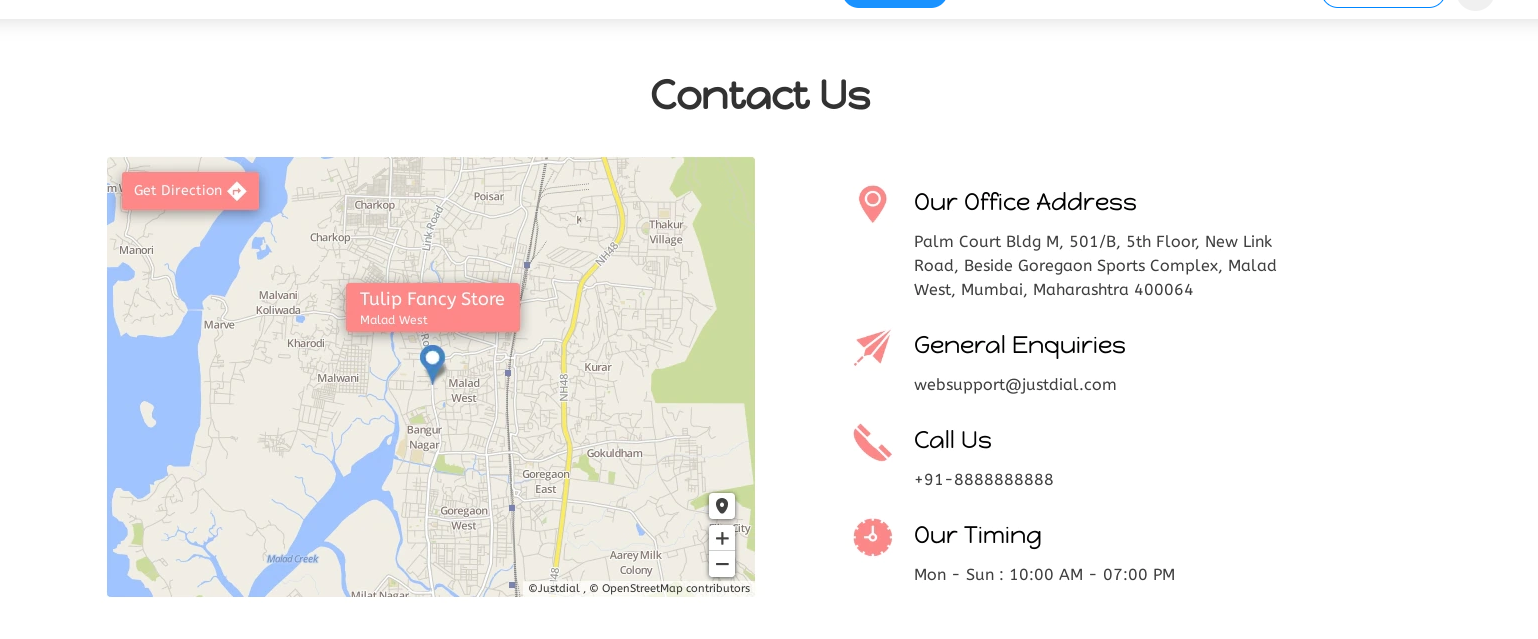 Contact Us
Get Direction
Poisar
Charkop
Link Road
Thakur
Village
Charkop
Manori
NH48
Malvani
Koliwada
Tulip Fancy Store
Malad West
Marve
Kharodi
Malwani
Malad
West
Kurar
NH48
Bangur
Nagar
Gokuldham
Goregaon
East
Goregaon
West
City
Aarey Milk
Colony
Malad Creek
Milat Nagar
©Justdial , © OpenStreetMap contributors
Our Office Address
Palm Court Bldg M, 501/B, 5th Floor, New Link
Road, Beside Goregaon Sports Complex, Malad
West, Mumbai, Maharashtra 400064
General Enquiries
websupport@justdial.com
Call Us
+91-8888888888
Our Timing
Mon - Sun : 10:00 AM - 07:00 PM